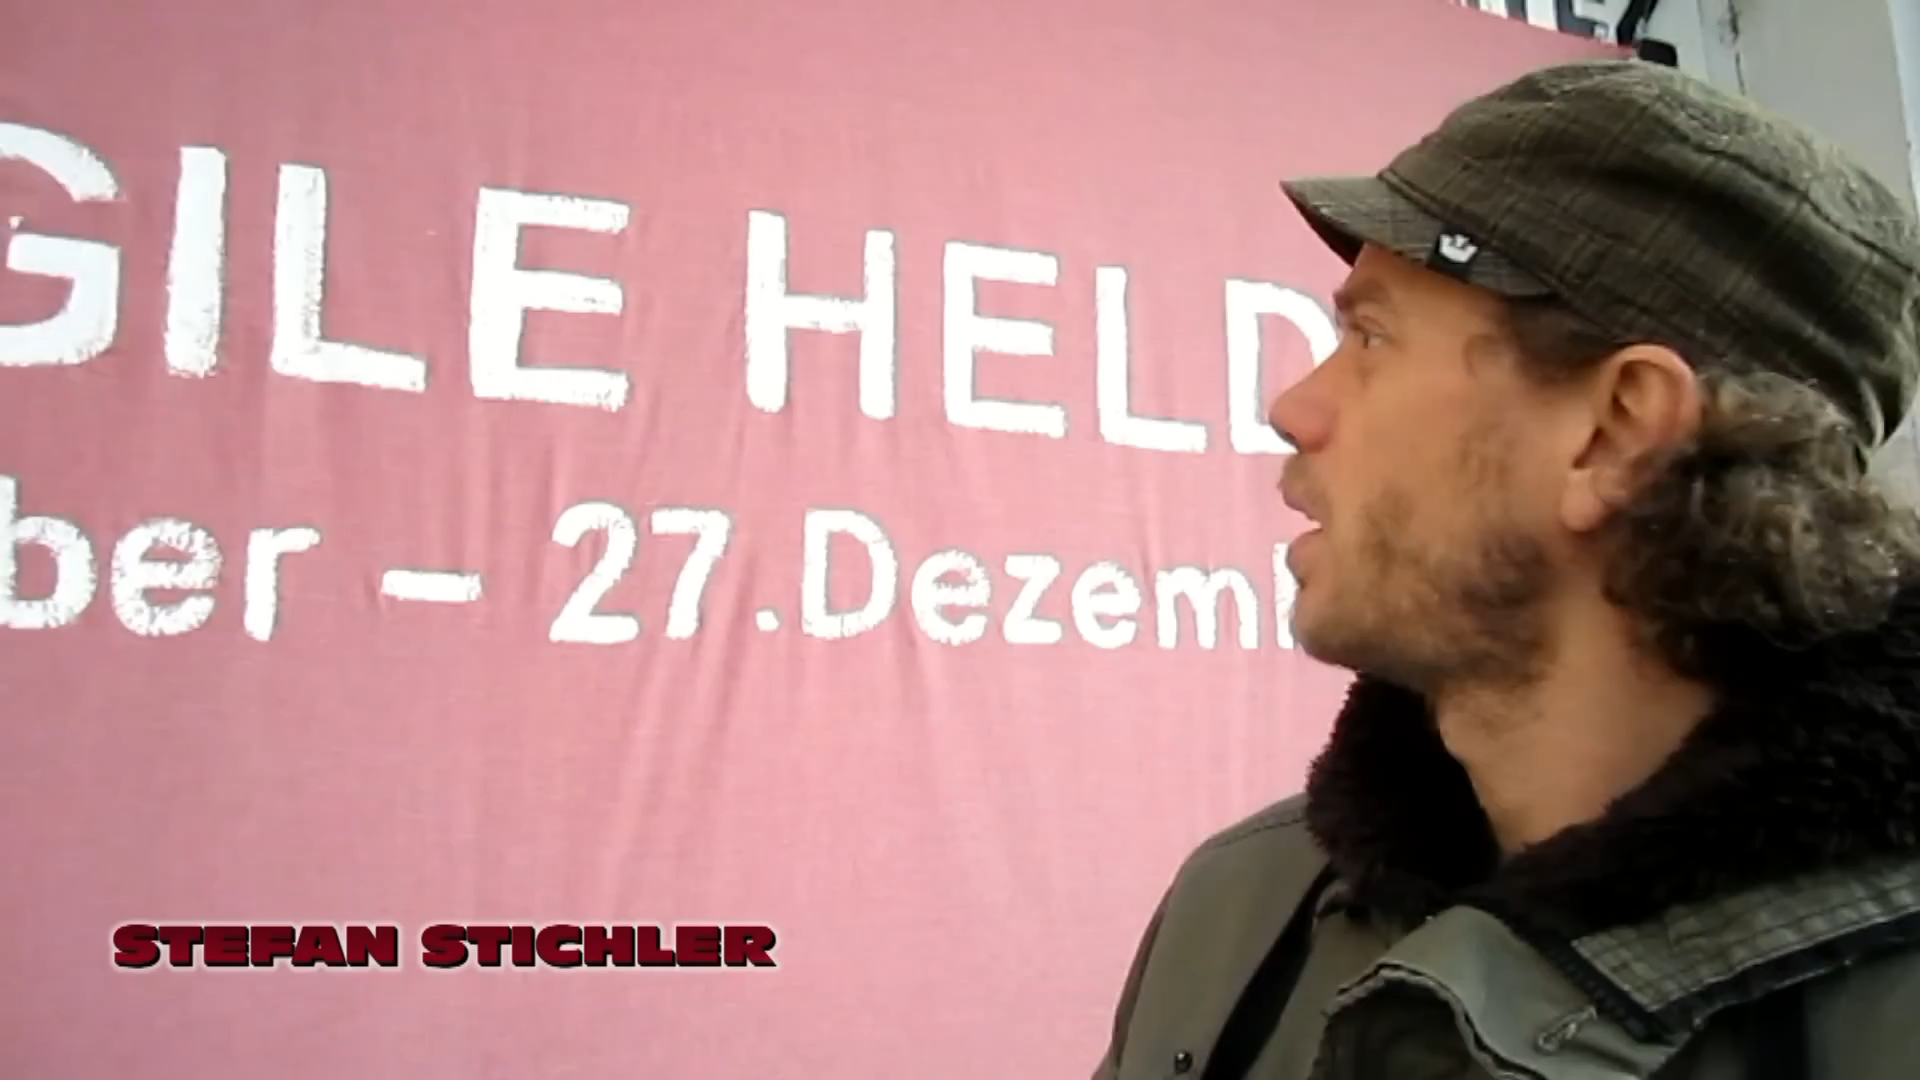 GILE HELD
ber – 27.Dezem
STEFAN STICHLER